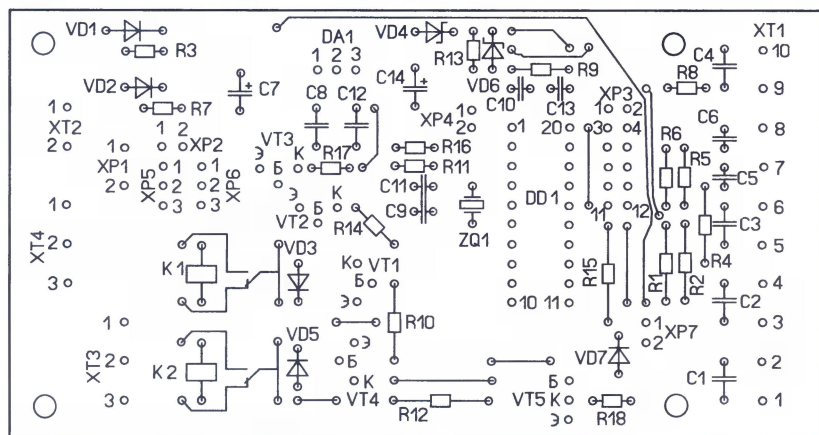 VD1
R3
VD2
R7
DA1
1 2 3
VD4
R13
VD6
R9
C10
C13
XP3
1 2
3 4
11 12
C4
R8
XT1
10
9
8
7
6
5
4
3
2
1
C7
C8
C12
C14
XP4
1
2
XT2
1
2
XP1
1
2
XP2
1 2
XP5
1
2
3
XP6
1
2
3
VT3
Э
Б
К
R17
R16
R11
C11
C9
ZQ1
DD1
1
20
10
11
R6
R5
C6
C5
C3
R4
R1
R2
C2
C1
XT4
1
2
3
K1
VD3
VT2
Э
Б
К
R14
VT1
К
Б
Э
R10
R15
XP7
1
2
VD7
XT3
1
2
3
K2
VD5
VT4
Э
Б
К
R12
VT5
Б
К
Э
R18